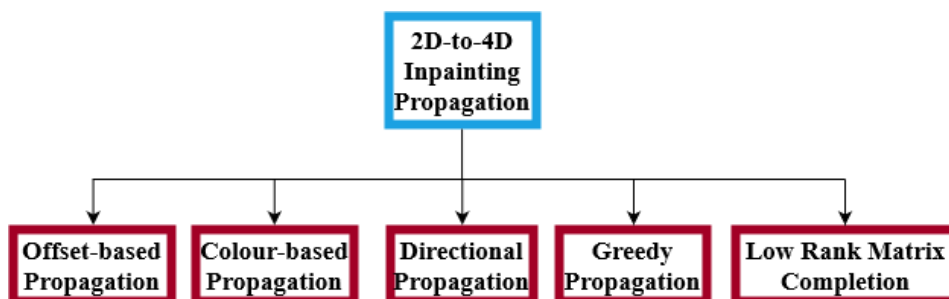 2D-to-4D
Inpainting
Propagation
Offset-based
Propagation
Colour-based
Propagation
Directional
Propagation
Greedy
Propagation
Low Rank Matrix
Completion